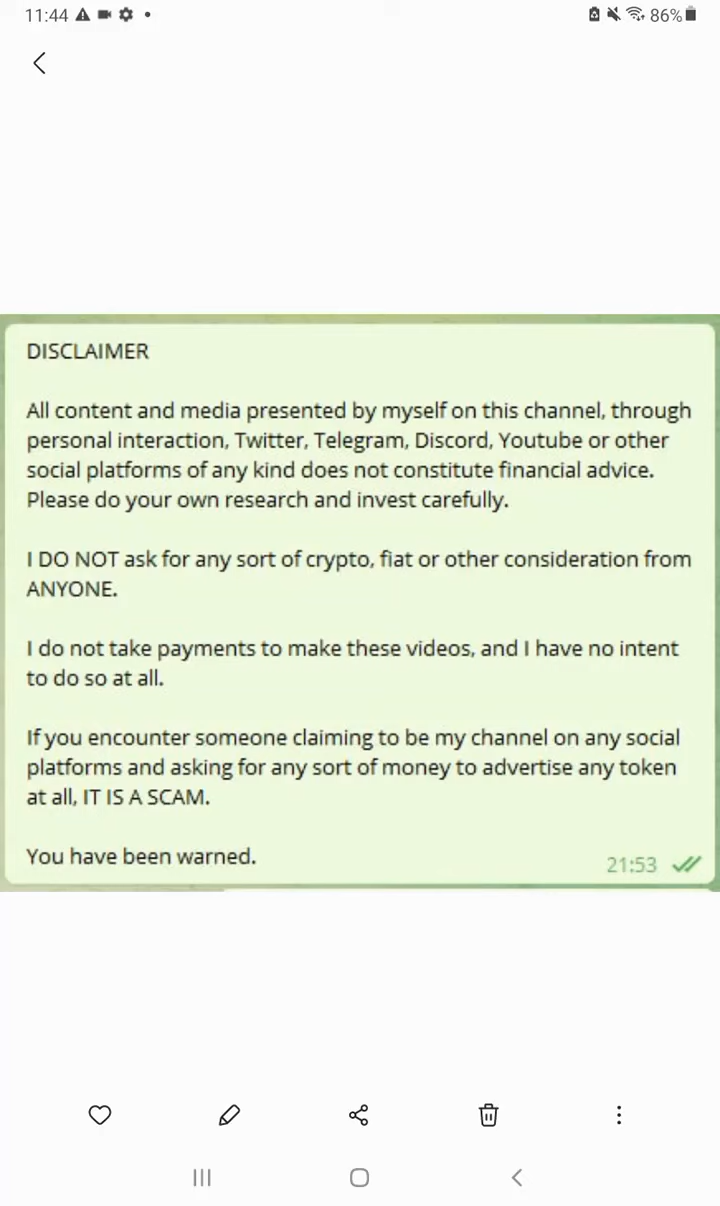 11:44 86%
DISCLAIMER
All content and media presented by myself on this channel, through
personal interaction, Twitter, Telegram, Discord, Youtube or other
social platforms of any kind does not constitute financial advice.
Please do your own research and invest carefully.
I DO NOT ask for any sort of crypto, fiat or other consideration from
ANYONE.
I do not take payments to make these videos, and I have no intent
to do so at all.
If you encounter someone claiming to be my channel on any social
platforms and asking for any sort of money to advertise any token
at all, IT IS A SCAM.
You have been warned.
21:53